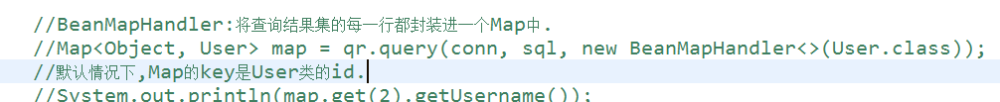 //BeanMapHandler:将查询结果集的每一行都封装进一个Map中.
//Map<Object, User> map = qr.query(conn, sql, new BeanMapHandler<>(User.class));
//默认情况下,Map的key是User类的id.
//System.out.println(map.get(2).getUsername());